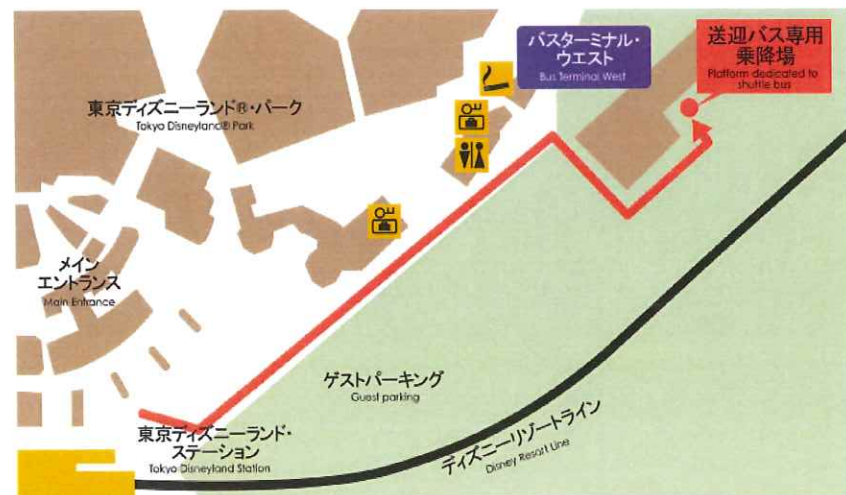 バスターミナル・
ウエスト
Bus Terminal West
送迎バス専用
乗降場
Platform dedicated to
shuttle bus
東京ディズニーランド®・パーク
Tokyo Disneyland® Park
メイン
エントランス
Main Entrance
ゲストパーキング
Guest parking
東京ディズニーランド・
ステーション
Tokyo Disneyland Station
ディズニーリゾートライン
Disney Resort Line